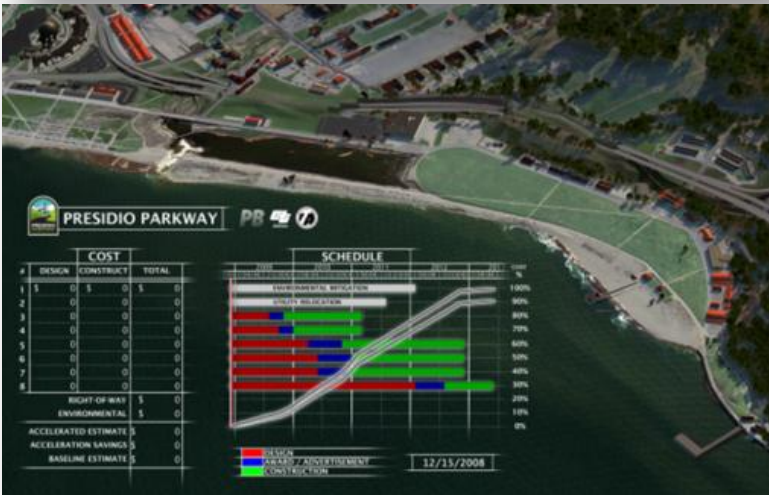 PRESIDIO PARKWAY PB
COST
# DESIGN CONSTRUCT TOTAL
1 $ 0 $ 0 $ 0
2 0 0 0
3 0 0 0
4 0 0 0
5 0 0 0
6 0 0 0
7 0 0 0
8 0 0 0
RIGHT-OF-WAY $ 0
ENVIRONMENTAL $ 0
ACCELERATED ESTIMATE $ 0
ACCELERATION SAVINGS $ 0
BASELINE ESTIMATE $ 0
SCHEDULE
2009 2010 2011 2012
%
ENVIRONMENTAL MITIGATION
UTILITY RELOCATION
100%
90%
80%
70%
60%
50%
40%
30%
20%
10%
0%
DESIGN
AWARD / ADVERTISEMENT
CONSTRUCTION
12/15/2008